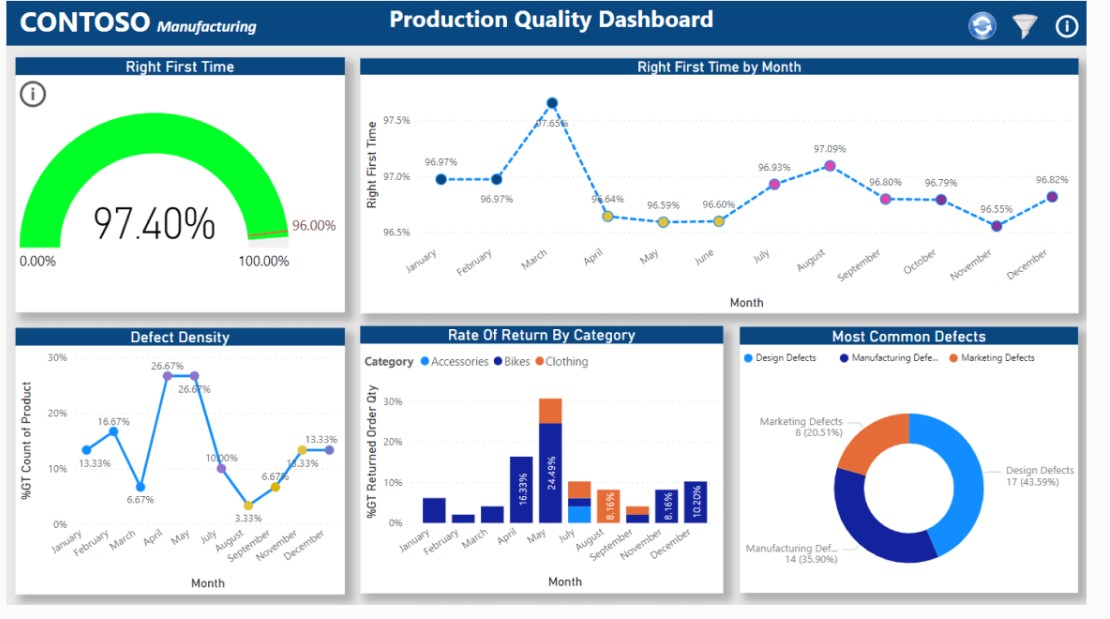 CONTOSO Manufacturing
Production Quality Dashboard
Right First Time
97.40%
96.00%
0.00%
100.00%
Right First Time by Month
Right First Time
97.5%
97.0%
96.5%
96.97%
96.97%
97.65%
96.64%
96.59%
96.60%
96.93%
97.09%
96.80%
96.79%
96.55%
96.82%
January
February
March
April
May
June
July
August
September
October
November
December
Month
Defect Density
%GT Count of Product
30%
20%
10%
0%
13.33%
16.67%
6.67%
26.67%
26.67%
10.00%
3.33%
6.67%
13.33%
13.33%
January
February
March
April
May
July
August
September
November
December
Month
Rate Of Return By Category
Category Accessories Bikes Clothing
%GT Returned Order Qty
30%
20%
10%
0%
16.33%
24.49%
8.16%
8.16%
10.20%
January
February
March
April
May
July
August
September
November
December
Month
Most Common Defects
Design Defects Manufacturing Defe... Marketing Defects
Marketing Defects
8 (20.51%)
Design Defects
17 (43.59%)
Manufacturing Def...
14 (35.90%)